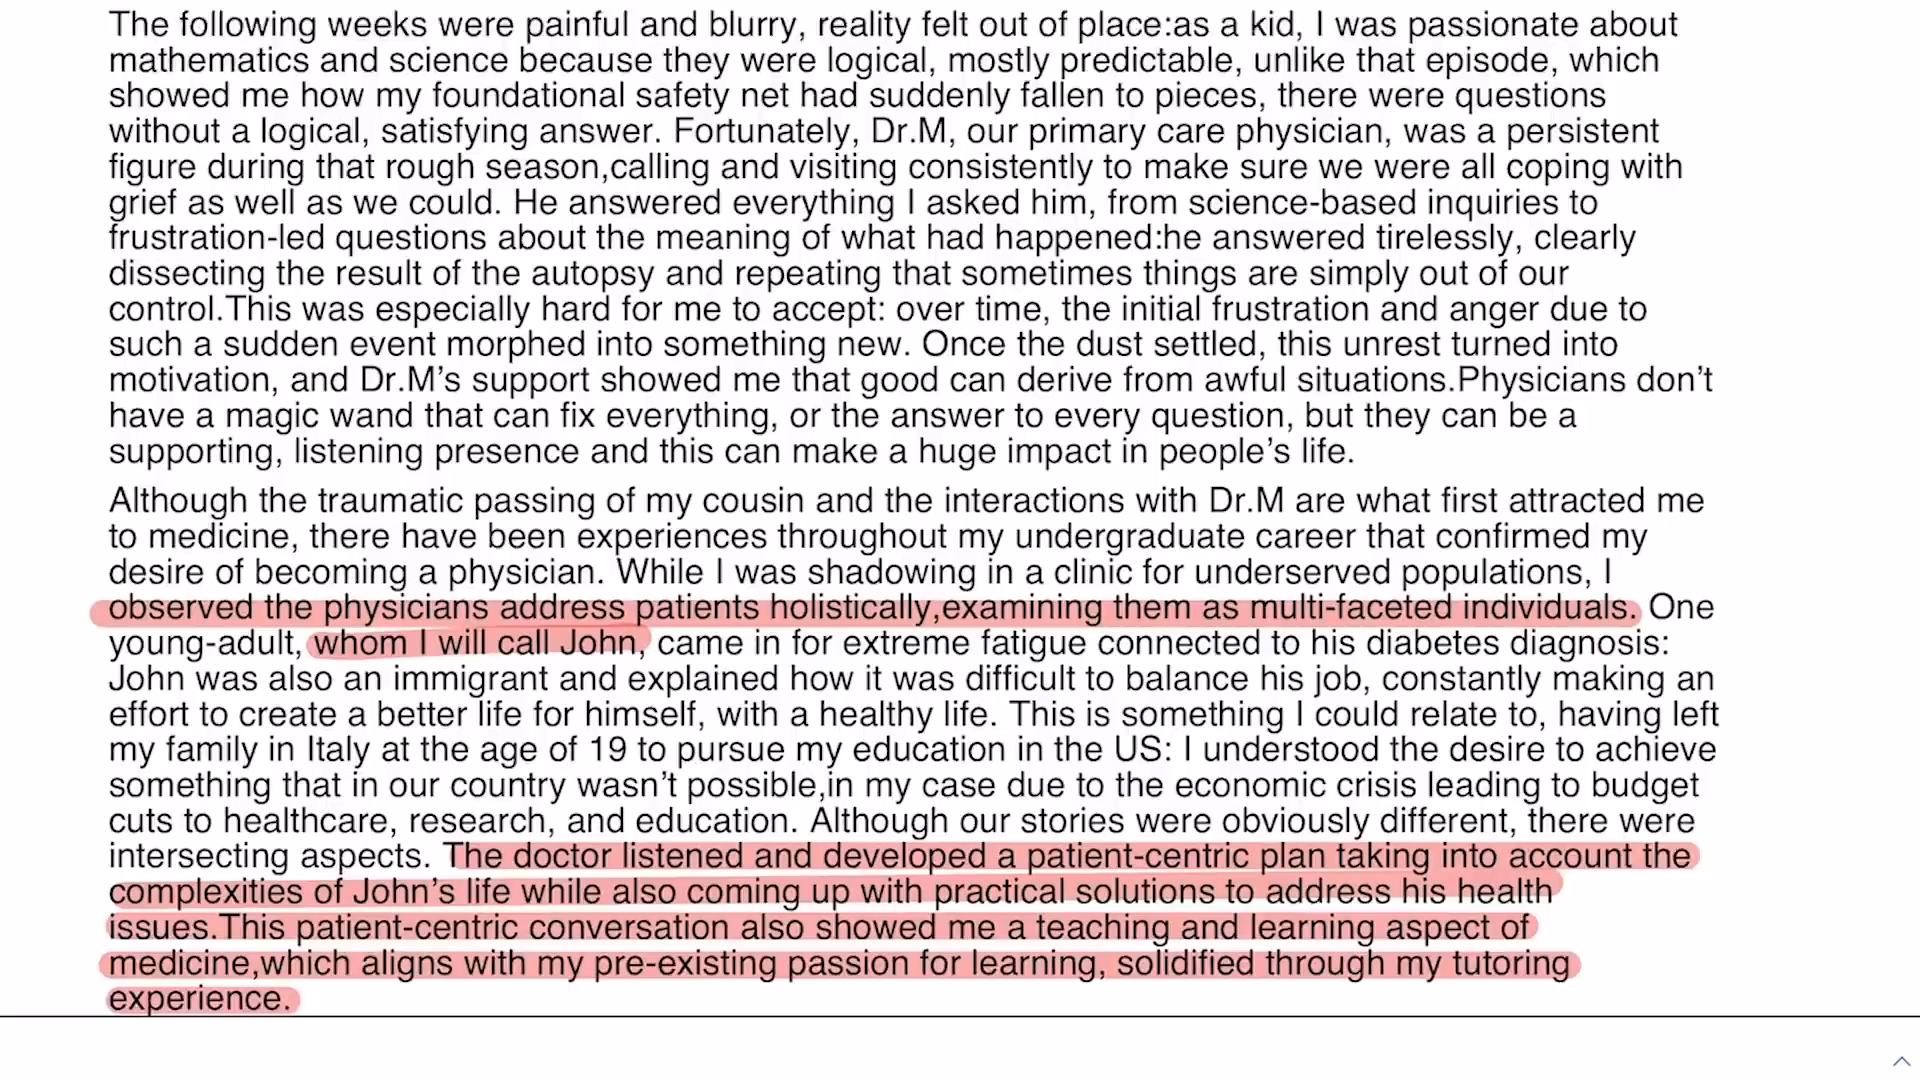 The following weeks were painful and blurry, reality felt out of place:as a kid, I was passionate about
mathematics and science because they were logical, mostly predictable, unlike that episode, which
showed me how my foundational safety net had suddenly fallen to pieces, there were questions
without a logical, satisfying answer. Fortunately, Dr.M, our primary care physician, was a persistent
figure during that rough season,calling and visiting consistently to make sure we were all coping with
grief as well as we could. He answered everything I asked him, from science-based inquiries to
frustration-led questions about the meaning of what had happened:he answered tirelessly, clearly
dissecting the result of the autopsy and repeating that sometimes things are simply out of our
control.This was especially hard for me to accept: over time, the initial frustration and anger due to
such a sudden event morphed into something new. Once the dust settled, this unrest turned into
motivation, and Dr.M’s support showed me that good can derive from awful situations.Physicians don’t
have a magic wand that can fix everything, or the answer to every question, but they can be a
supporting, listening presence and this can make a huge impact in people’s life.
Although the traumatic passing of my cousin and the interactions with Dr.M are what first attracted me
to medicine, there have been experiences throughout my undergraduate career that confirmed my
desire of becoming a physician. While I was shadowing in a clinic for underserved populations, I
observed the physicians address patients holistically,examining them as multi-faceted individuals. One
young-adult, whom I will call John, came in for extreme fatigue connected to his diabetes diagnosis:
John was also an immigrant and explained how it was difficult to balance his job, constantly making an
effort to create a better life for himself, with a healthy life. This is something I could relate to, having left
my family in Italy at the age of 19 to pursue my education in the US: I understood the desire to achieve
something that in our country wasn’t possible,in my case due to the economic crisis leading to budget
cuts to healthcare, research, and education. Although our stories were obviously different, there were
intersecting aspects. The doctor listened and developed a patient-centric plan taking into account the
complexities of John’s life while also coming up with practical solutions to address his health
issues.This patient-centric conversation also showed me a teaching and learning aspect of
medicine,which aligns with my pre-existing passion for learning, solidified through my tutoring
experience.